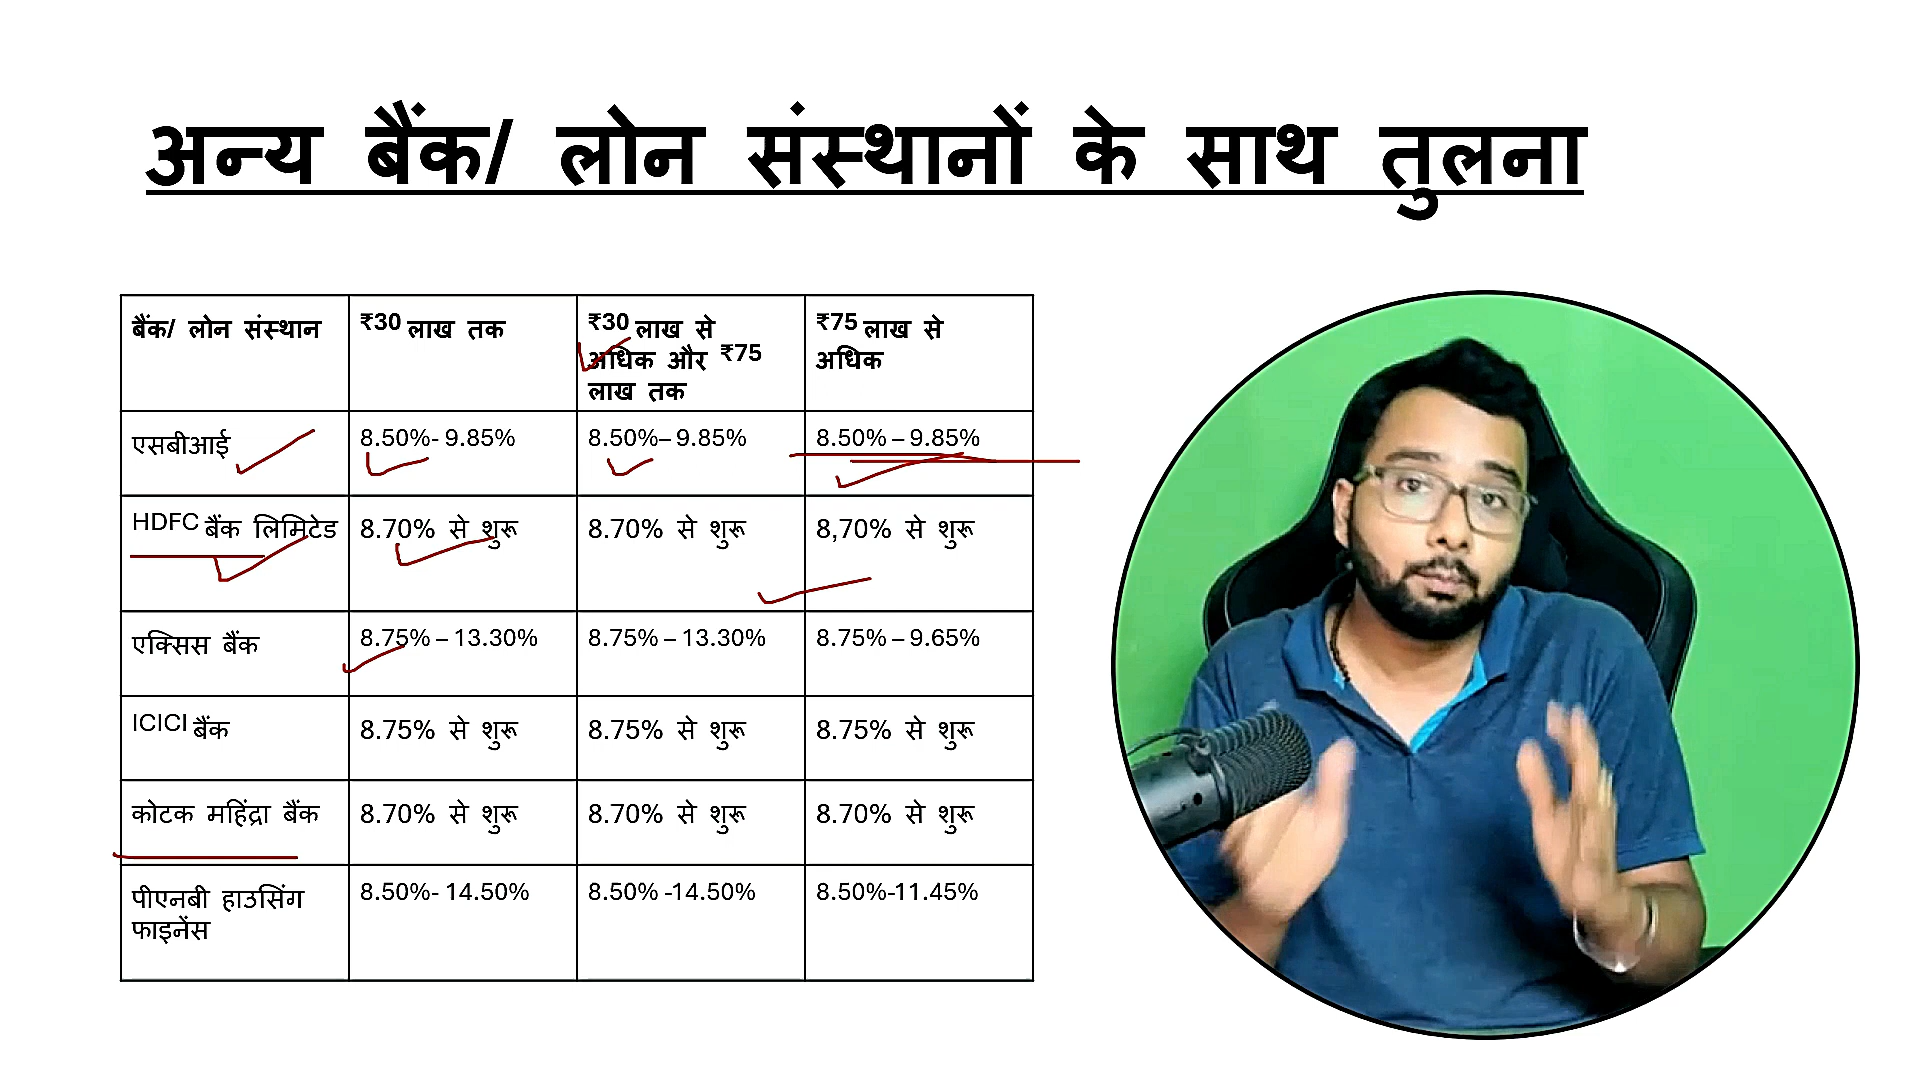 अन्य बैंक/ लोन संस्थानों के साथ तुलना
बैंक/ लोन संस्थान
₹30 लाख तक
₹30 लाख से
अधिक और ₹75
लाख तक
₹75 लाख से
अधिक
एसबीआई
8.50%- 9.85%
8.50%– 9.85%
8.50% – 9.85%
HDFC बैंक लिमिटेड
8.70% से शुरू
8.70% से शुरू
8,70% से शुरू
एक्सिस बैंक
8.75% – 13.30%
8.75% – 13.30%
8.75% – 9.65%
ICICI बैंक
8.75% से शुरू
8.75% से शुरू
8.75% से शुरू
कोटक महिंद्रा बैंक
8.70% से शुरू
8.70% से शुरू
8.70% से शुरू
पीएनबी हाउसिंग
फाइनेंस
8.50%- 14.50%
8.50% -14.50%
8.50%-11.45%